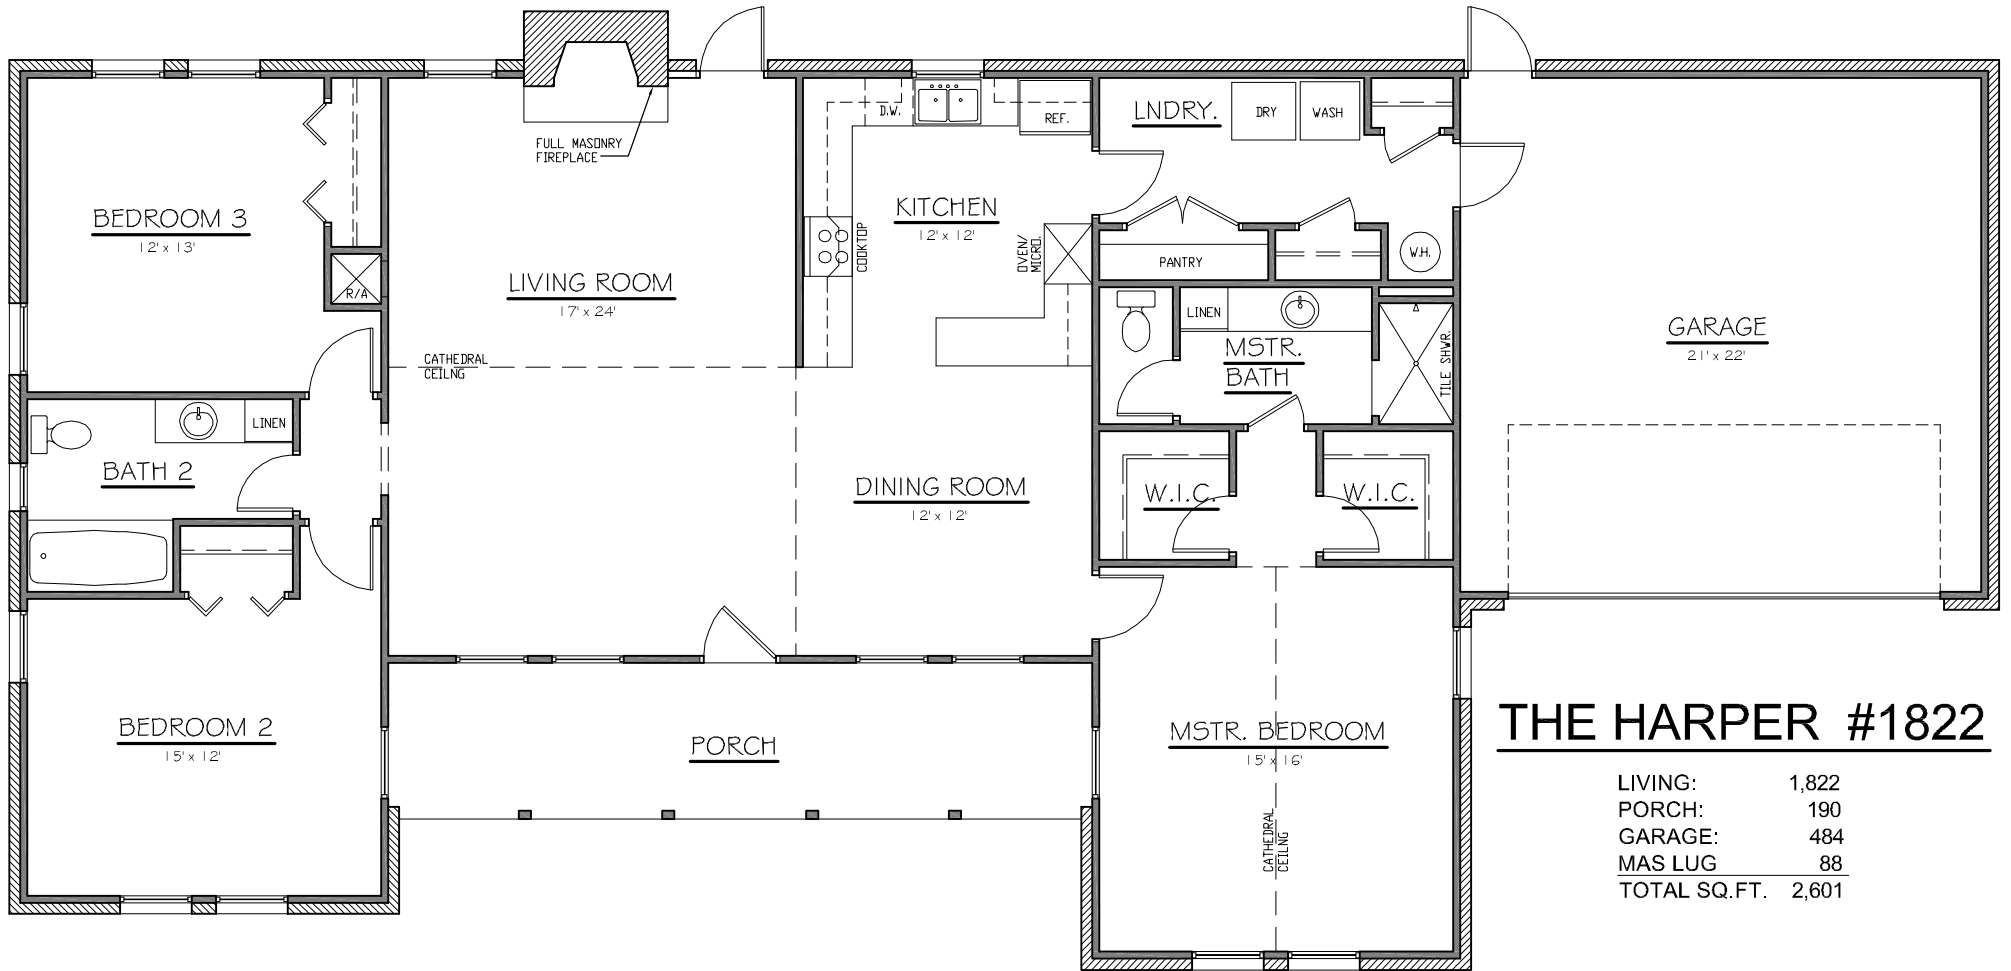 LNDRY.
DRY
WASH
D.W.
REF.
FULL MASONRY
FIREPLACE
BEDROOM 3
12' x 13'
KITCHEN
12' x 12'
COOKTOP
OVEN/
MICRO.
W.H.
PANTRY
LIVING ROOM
17' x 24'
R/A
LINEN
GARAGE
21' x 22'
MSTR.
BATH
TILE SHWR.
CATHEDRAL
CEILNG
LINEN
BATH 2
DINING ROOM
12' x 12'
W.I.C.
W.I.C.
BEDROOM 2
15' x 12'
PORCH
MSTR. BEDROOM
15' x 16'
CATHEDRAL
CEILNG
THE HARPER #1822
LIVING: 1,822
PORCH: 190
GARAGE: 484
MAS LUG 88
TOTAL SQ.FT. 2,601